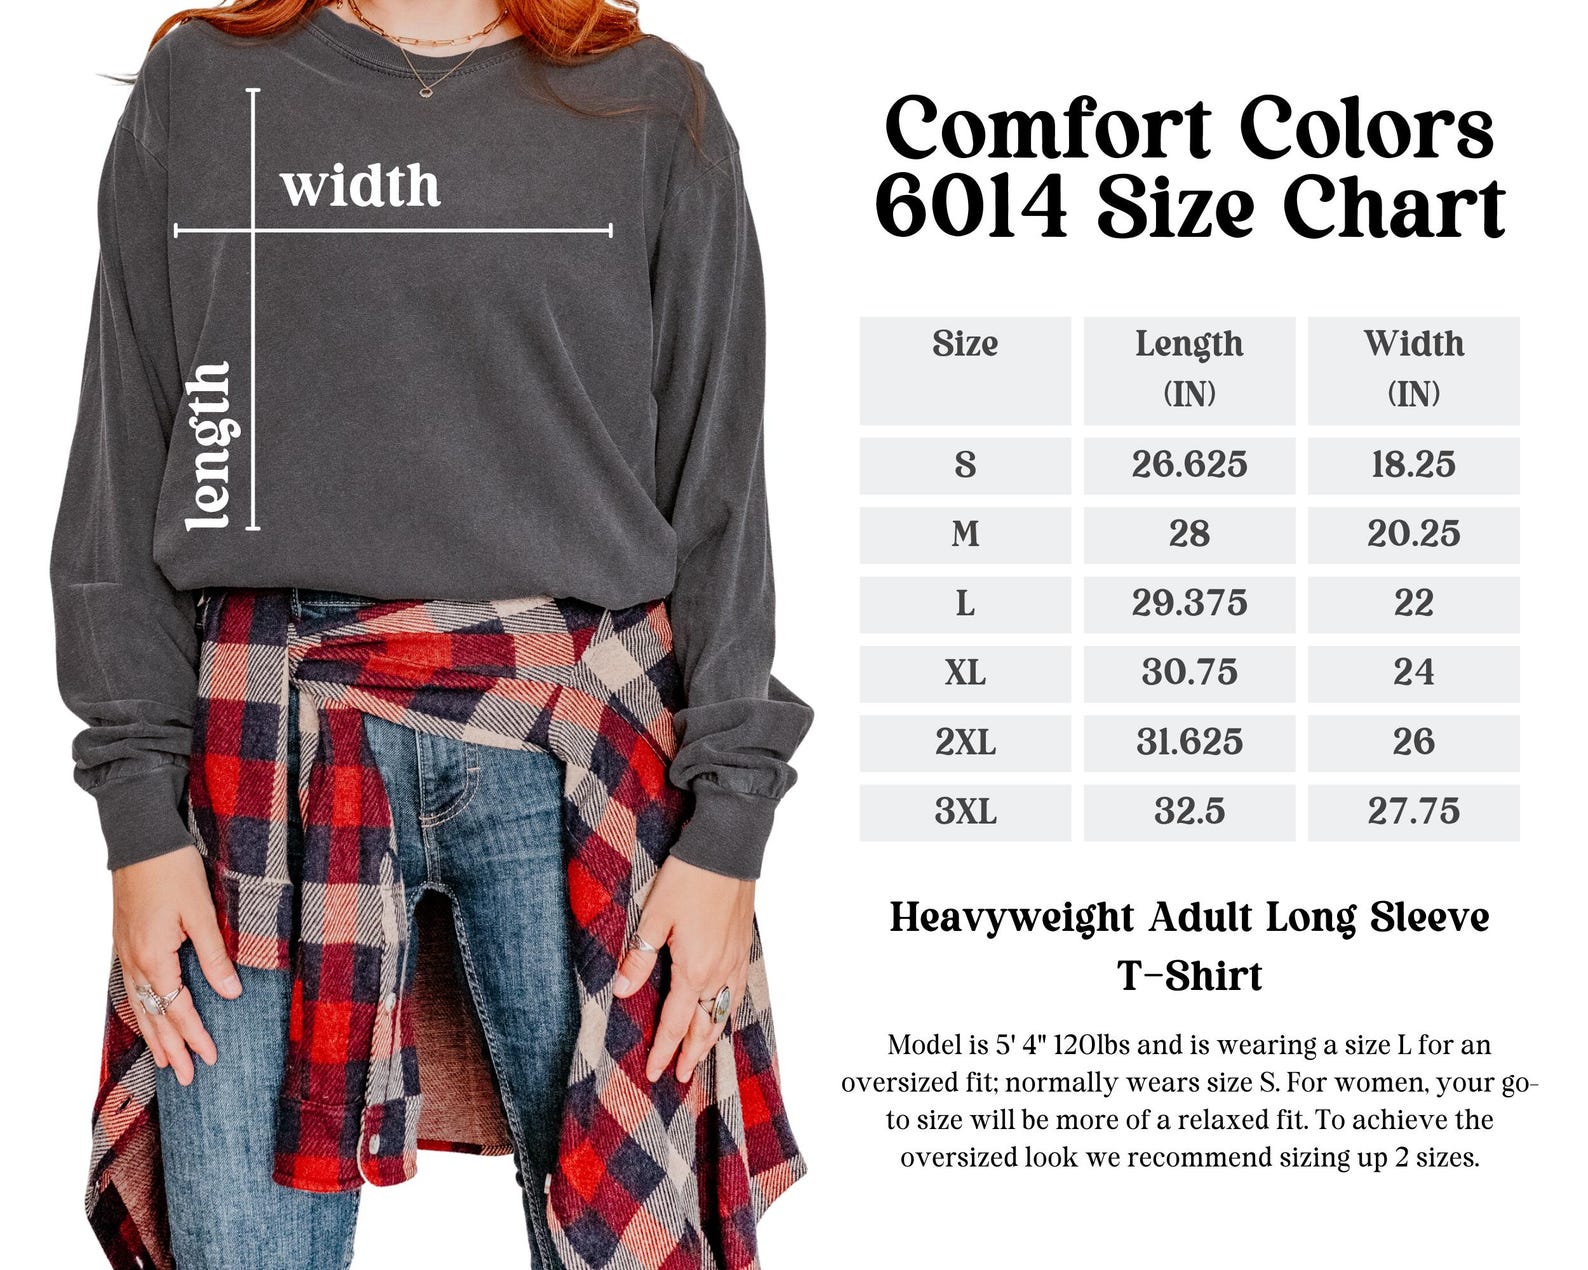 width
length
Comfort Colors
6014 Size Chart
Size Length Width
(IN) (IN)
S 26.625 18.25
M 28 20.25
L 29.375 22
XL 30.75 24
2XL 31.625 26
3XL 32.5 27.75
Heavyweight Adult Long Sleeve
T-Shirt
Model is 5' 4" 120lbs and is wearing a size L for an
oversized fit; normally wears size S. For women, your go-
to size will be more of a relaxed fit. To achieve the
oversized look we recommend sizing up 2 sizes.